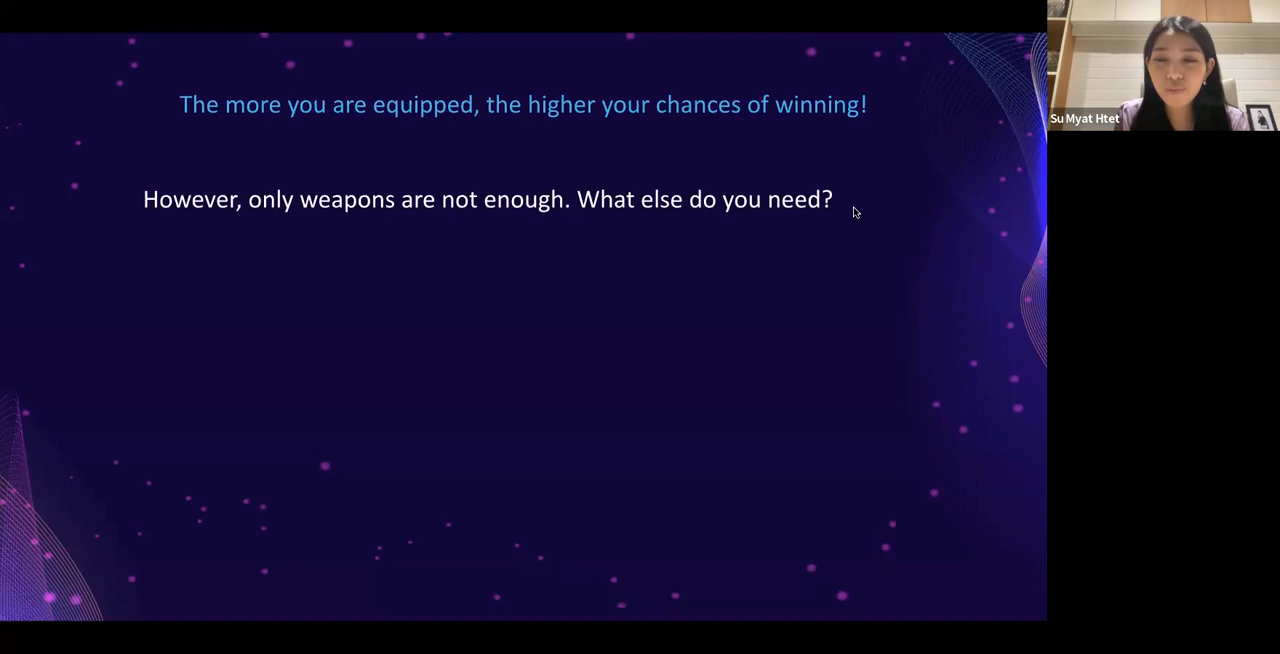 The more you are equipped, the higher your chances of winning!
However, only weapons are not enough. What else do you need?
Su Myat Htet